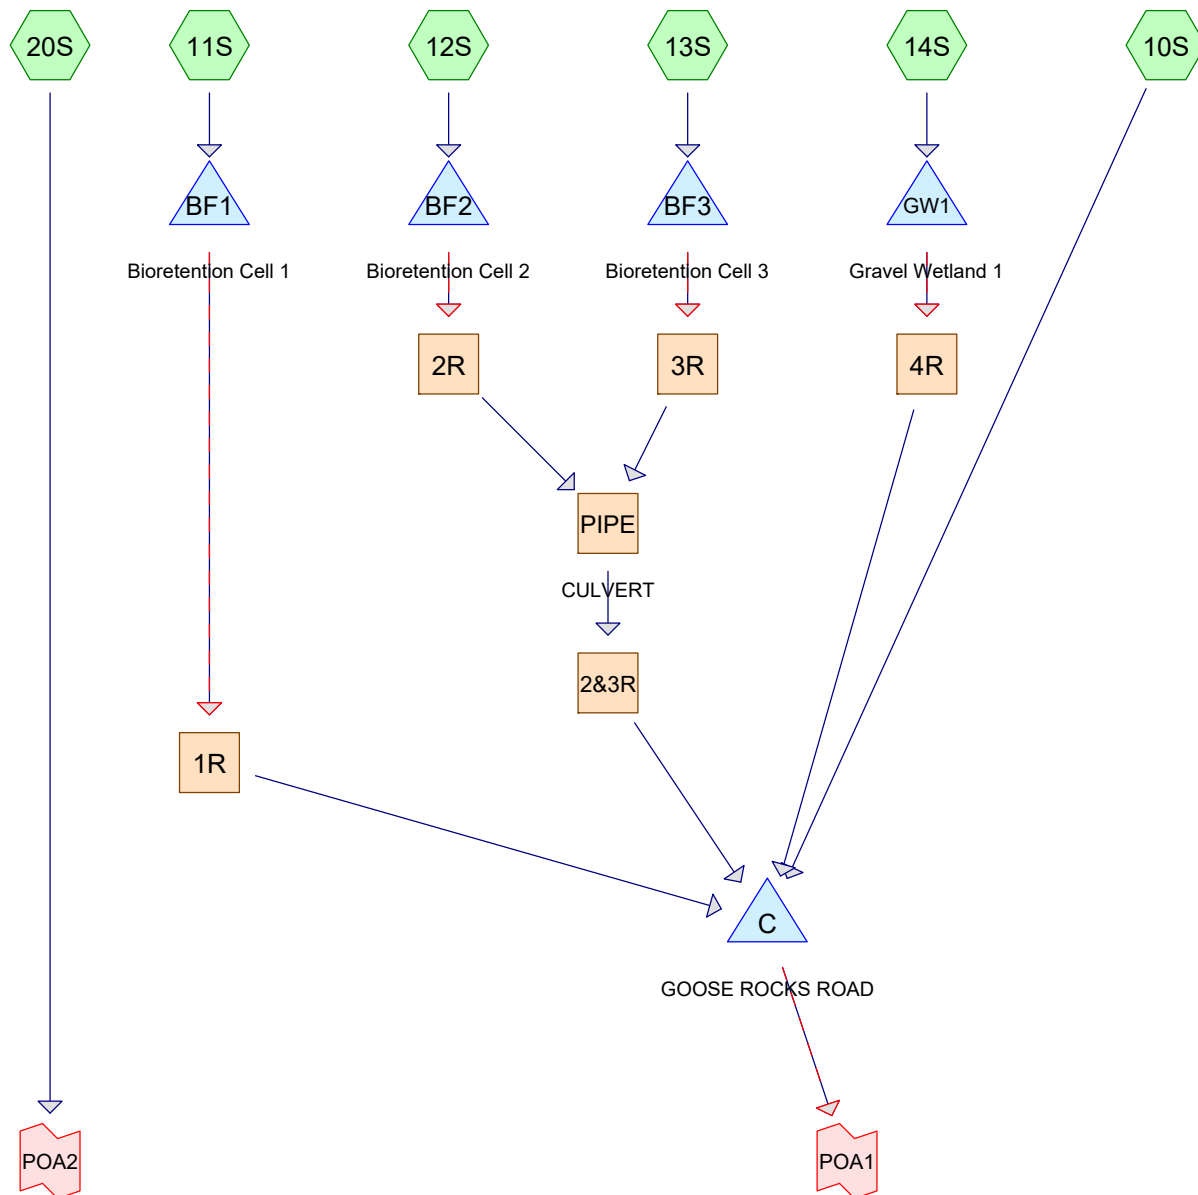 20S
11S
12S
13S
14S
10S
BF1
BF2
BF3
GW1
Bioretention Cell 1
Bioretention Cell 2
Bioretention Cell 3
Gravel Wetland 1
2R
3R
4R
PIPE
CULVERT
2&3R
1R
C
GOOSE ROCKS ROAD
POA2
POA1